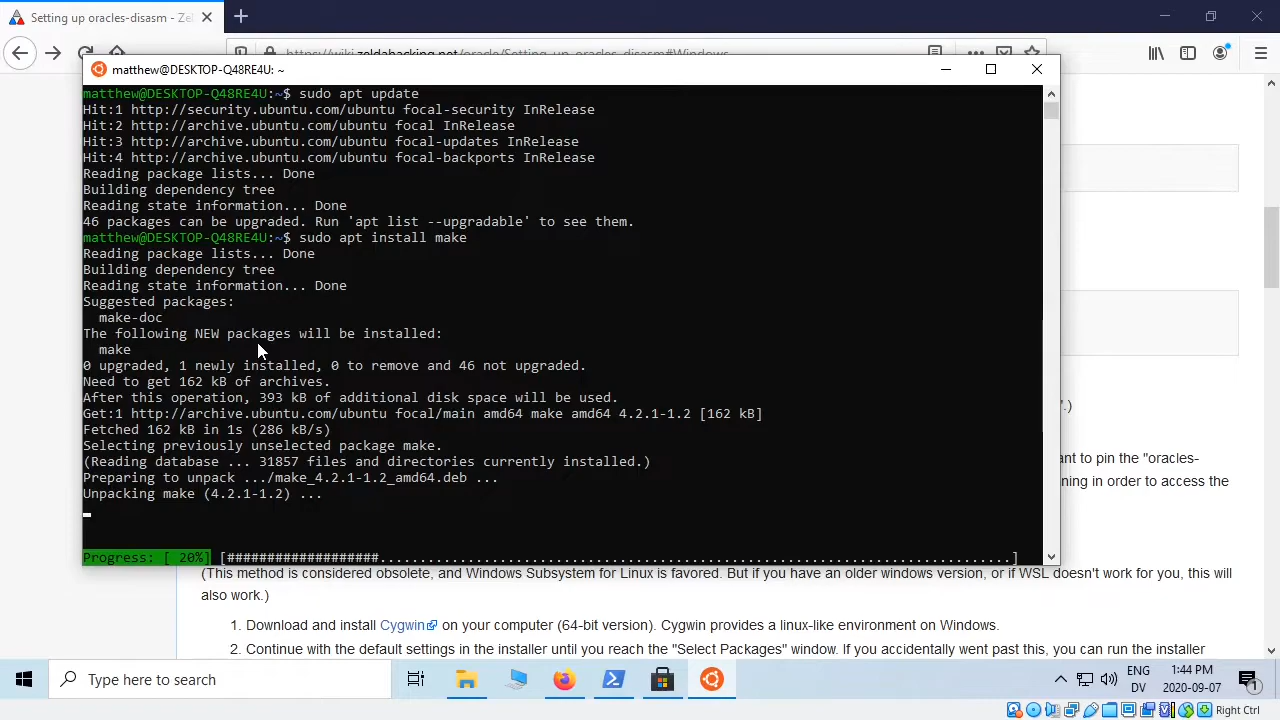 Setting up oracles-disasm - Ze
https://wiki.zeldahacking.net/oracle/Setting_up_oracles-disasm#Windows
matthew@DESKTOP-Q48RE4U: ~
matthew@DESKTOP-Q48RE4U:~$ sudo apt update
Hit:1 http://security.ubuntu.com/ubuntu focal-security InRelease
Hit:2 http://archive.ubuntu.com/ubuntu focal InRelease
Hit:3 http://archive.ubuntu.com/ubuntu focal-updates InRelease
Hit:4 http://archive.ubuntu.com/ubuntu focal-backports InRelease
Reading package lists... Done
Building dependency tree
Reading state information... Done
46 packages can be upgraded. Run 'apt list --upgradable' to see them.
matthew@DESKTOP-Q48RE4U:~$ sudo apt install make
Reading package lists... Done
Building dependency tree
Reading state information... Done
Suggested packages:
make-doc
The following NEW packages will be installed:
make
0 upgraded, 1 newly installed, 0 to remove and 46 not upgraded.
Need to get 162 kB of archives.
After this operation, 393 kB of additional disk space will be used.
Get:1 http://archive.ubuntu.com/ubuntu focal/main amd64 make amd64 4.2.1-1.2 [162 kB]
Fetched 162 kB in 1s (286 kB/s)
Selecting previously unselected package make.
(Reading database ... 31857 files and directories currently installed.)
Preparing to unpack .../make_4.2.1-1.2_amd64.deb ...
Unpacking make (4.2.1-1.2) ...
Progress: [ 20%] [###################...............................................................................]
".)
ant to pin the "oracles-
ning in order to access the
(This method is considered obsolete, and Windows Subsystem for Linux is favored. But if you have an older windows version, or if WSL doesn't work for you, this will
also work.)
1. Download and install Cygwin on your computer (64-bit version). Cygwin provides a linux-like environment on Windows.
2. Continue with the default settings in the installer until you reach the "Select Packages" window. If you accidentally went past this, you can run the installer
Type here to search
ENG
DV
1:44 PM
2020-09-07
1
Right Ctrl